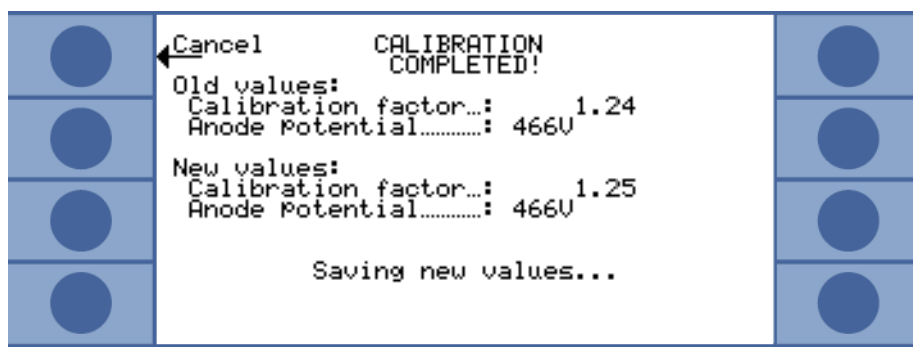 Cancel
CALIBRATION
COMPLETED!
Old values:
Calibration factor…: 1.24
Anode Potential…………: 466V
New values:
Calibration factor…: 1.25
Anode Potential…………: 466V
Saving new values...